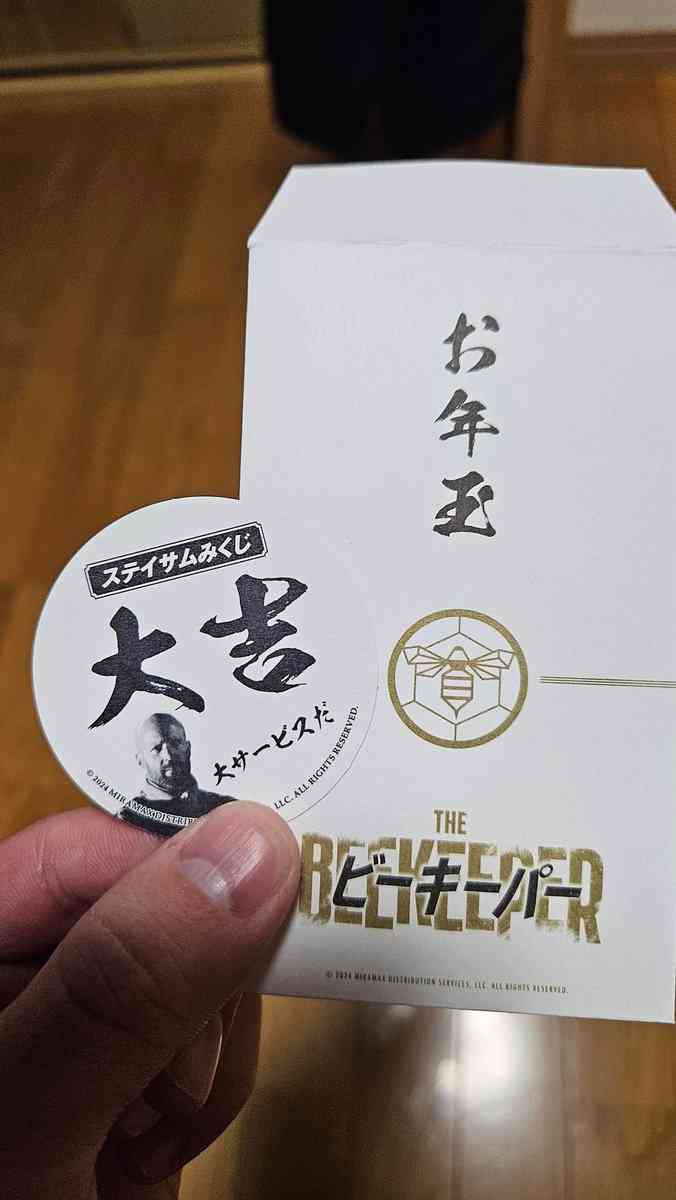 お年玉
THE
BEEKEEPER
ビーキーパー
© 2024 MIRAMAX DISTRIBUTION SERVICES, LLC. ALL RIGHTS RESERVED.
ステイサムみくじ
大吉
大サービスだ
© 2024 MIRAMAX DISTRIB
LLC. ALL RIGHTS RESERVED.